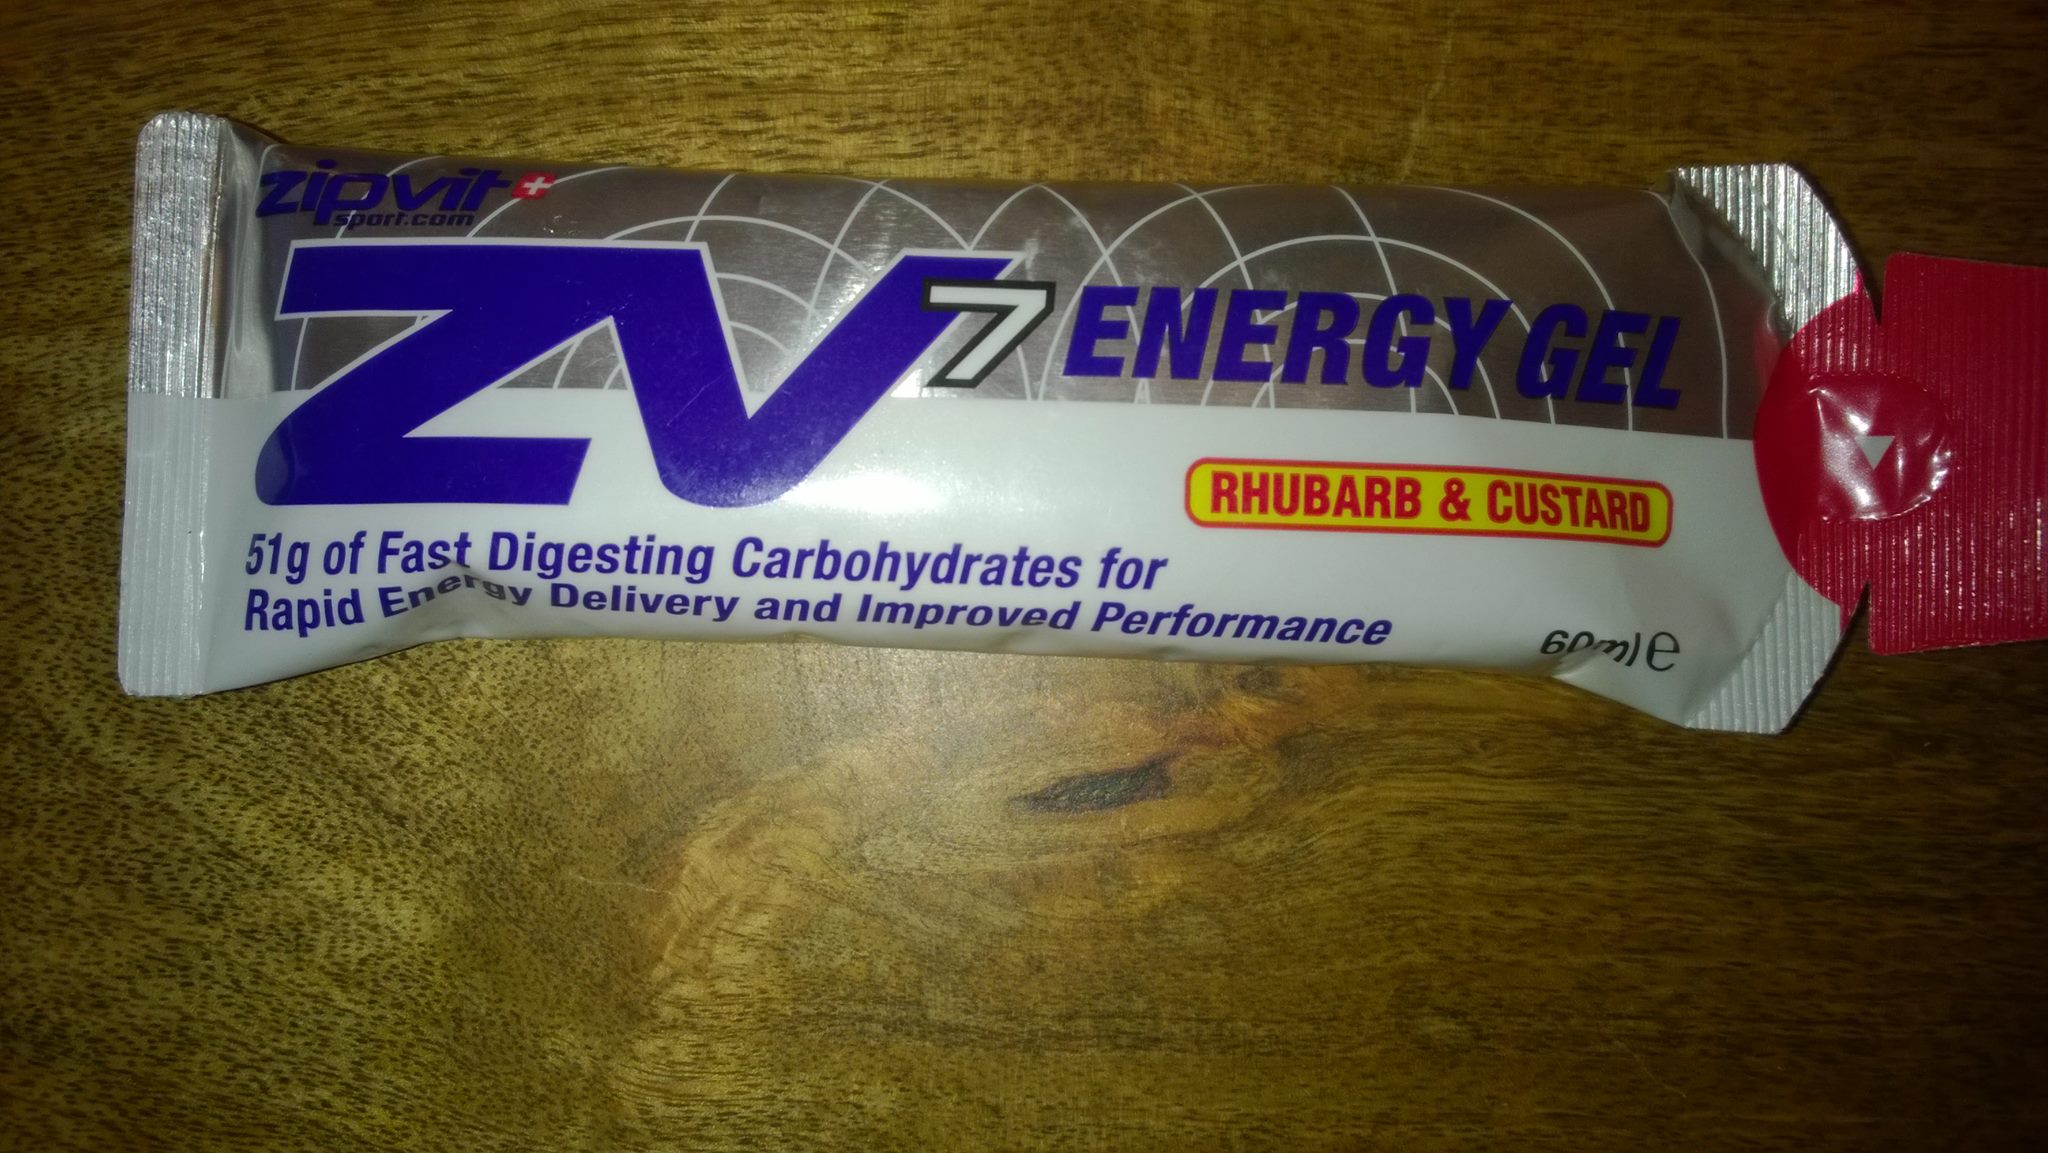 zipvit
sport.com
ZV7 ENERGY GEL
RHUBARB & CUSTARD
51g of Fast Digesting Carbohydrates for
Rapid Energy Delivery and Improved Performance
60ml e